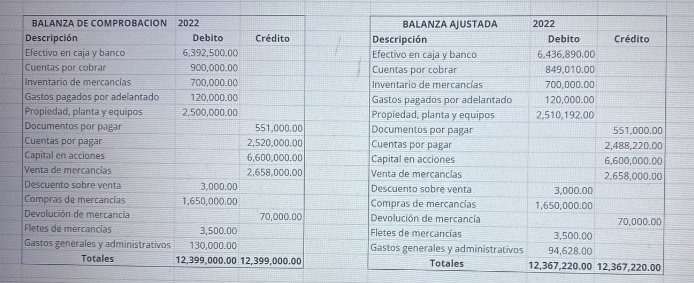 BALANZA DE COMPROBACION 2022
Descripción Debito Crédito
Efectivo en caja y banco 6,392,500.00
Cuentas por cobrar 900,000.00
Inventario de mercancías 700,000.00
Gastos pagados por adelantado 120,000.00
Propiedad, planta y equipos 2,500,000.00
Documentos por pagar 551,000.00
Cuentas por pagar 2,520,000.00
Capital en acciones 6,600,000.00
Venta de mercancías 2,658,000.00
Descuento sobre venta 3,000.00
Compras de mercancías 1,650,000.00
Devolución de mercancía 70,000.00
Fletes de mercancías 3,500.00
Gastos generales y administrativos 130,000.00
Totales 12,399,000.00 12,399,000.00
BALANZA AJUSTADA 2022
Descripción Debito Crédito
Efectivo en caja y banco 6,436,890.00
Cuentas por cobrar 849,010.00
Inventario de mercancías 700,000.00
Gastos pagados por adelantado 120,000.00
Propiedad, planta y equipos 2,510,192.00
Documentos por pagar 551,000.00
Cuentas por pagar 2,488,220.00
Capital en acciones 6,600,000.00
Venta de mercancías 2,658,000.00
Descuento sobre venta 3,000.00
Compras de mercancías 1,650,000.00
Devolución de mercancía 70,000.00
Fletes de mercancías 3,500.00
Gastos generales y administrativos 94,628.00
Totales 12,367,220.00 12,367,220.00